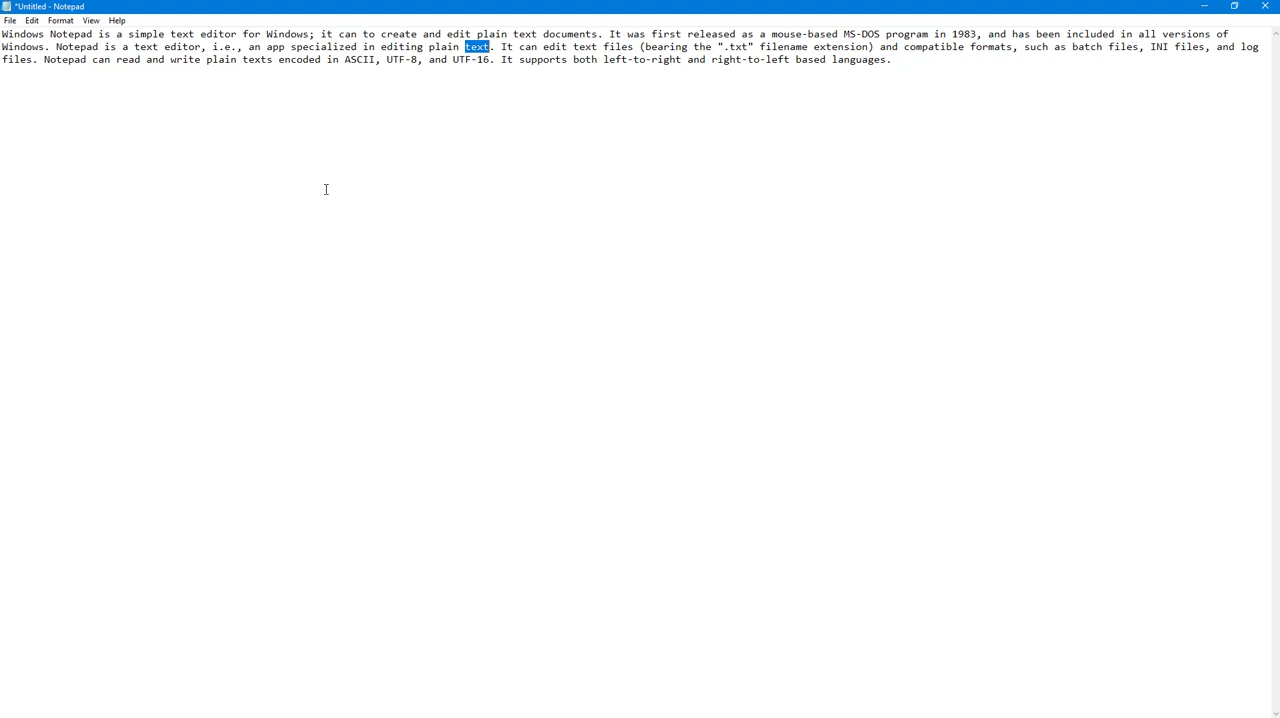 *Untitled - Notepad
File Edit Format View Help
Windows Notepad is a simple text editor for Windows; it can to create and edit plain text documents. It was first released as a mouse-based MS-DOS program in 1983, and has been included in all versions of
Windows. Notepad is a text editor, i.e., an app specialized in editing plain text. It can edit text files (bearing the ".txt" filename extension) and compatible formats, such as batch files, INI files, and log
files. Notepad can read and write plain texts encoded in ASCII, UTF-8, and UTF-16. It supports both left-to-right and right-to-left based languages.